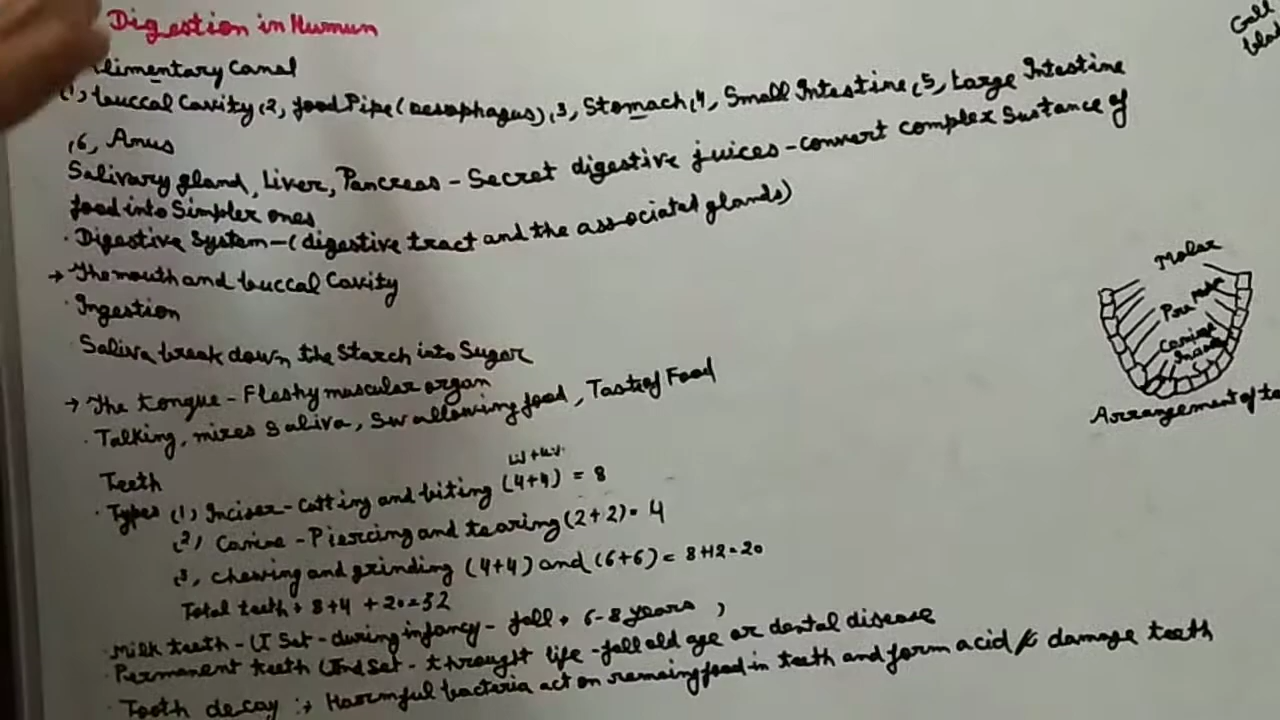 Digestion in Humun
limentary Canal
(1) buccal Cavity (2, food Pipe (oesophagus), (3, Stomach (4, Small Intestine (5, Large Intestine
(6, Anus
Salivary gland, Liver, Pancreas - Secret digestive juices - convert complex Sustance of
food into Simpler ones
· Digestive System - (digestive tract and the associated glands)
→ The mouth and buccal Cavity
· Ingestion
Saliva break down the Starch into Sugar
→ The tongue - Fleshy muscular organ
· Talking, mixes Saliva, Swallowing food, Taste of Food
Teeth
· Types (1) Incisor - Cutting and biting (4+4) = 8
(2) Canine - Piercing and tearing (2+2) = 4
(3, Chewing and grinding (4+4) and (6+6) = 8+12=20
Total teeth → 8+4 + 20=32
· Milk teeth - (I Set - during infancy - fall → 6-8 years )
· Permanent teeth (IInd Set - throught life - fall old age or dental disease
· Tooth decay :→ Harmful bacteria act on remaing food in teeth and form acid & damage teeth
Gall
blad
Molar
Pre molar
Canine
Arrangement of te